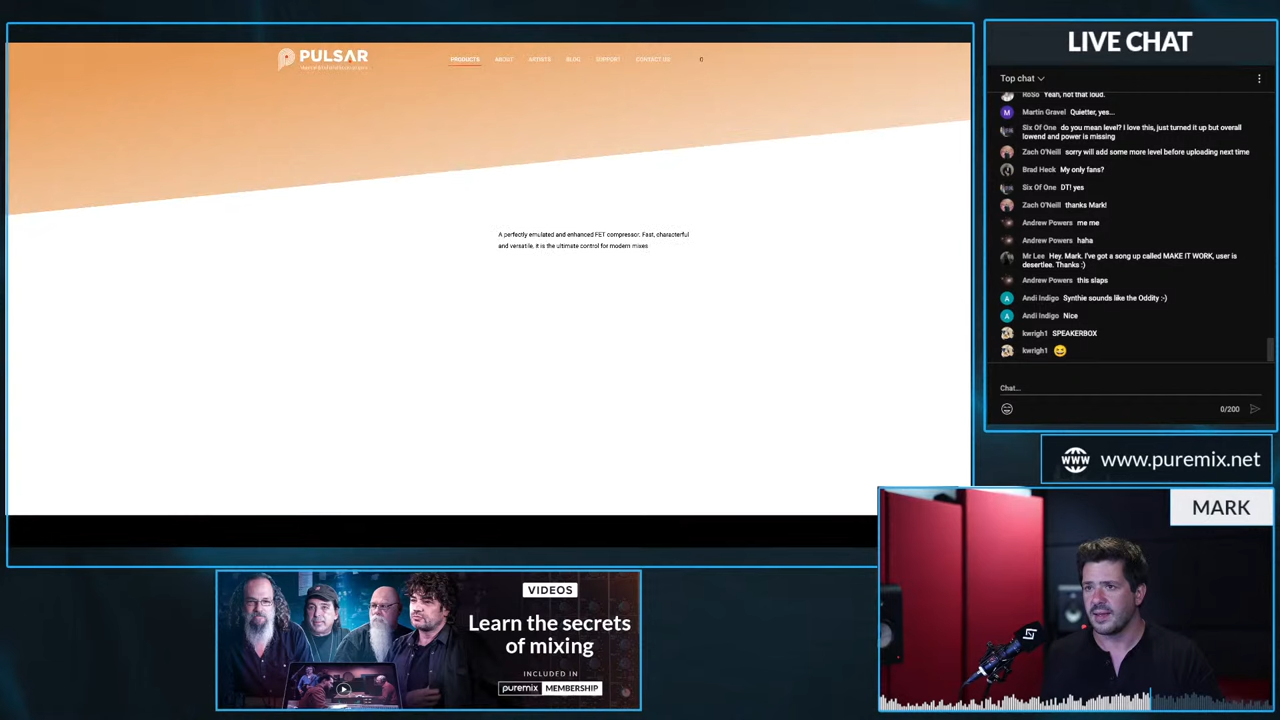 PULSAR
PRODUCTS ABOUT ARTISTS BLOG SUPPORT CONTACT US 0
A perfectly emulated and enhanced FET compressor. Fast, characterful
and versatile, it is the ultimate control for modern mixes
LIVE CHAT
Top chat
RoSo Yeah, not that loud.
Martin Gravel Quietter, yes...
Six Of One do you mean level? I love this, just turned it up but overall
lowend and power is missing
Zach O'Neill sorry will add some more level before uploading next time
Brad Heck My only fans?
Six Of One DT! yes
Zach O'Neill thanks Mark!
Andrew Powers me me
Andrew Powers haha
Mr Lee Hey. Mark. I've got a song up called MAKE IT WORK, user is
desertlee. Thanks :)
Andrew Powers this slaps
A Andi Indigo Synthie sounds like the Oddity :-)
A Andi Indigo Nice
kwrigh1 SPEAKERBOX
kwrigh1 😄
Chat...
0/200
WWW www.puremix.net
MARK
VIDEOS
Learn the secrets
of mixing
INCLUDED IN
puremix MEMBERSHIP